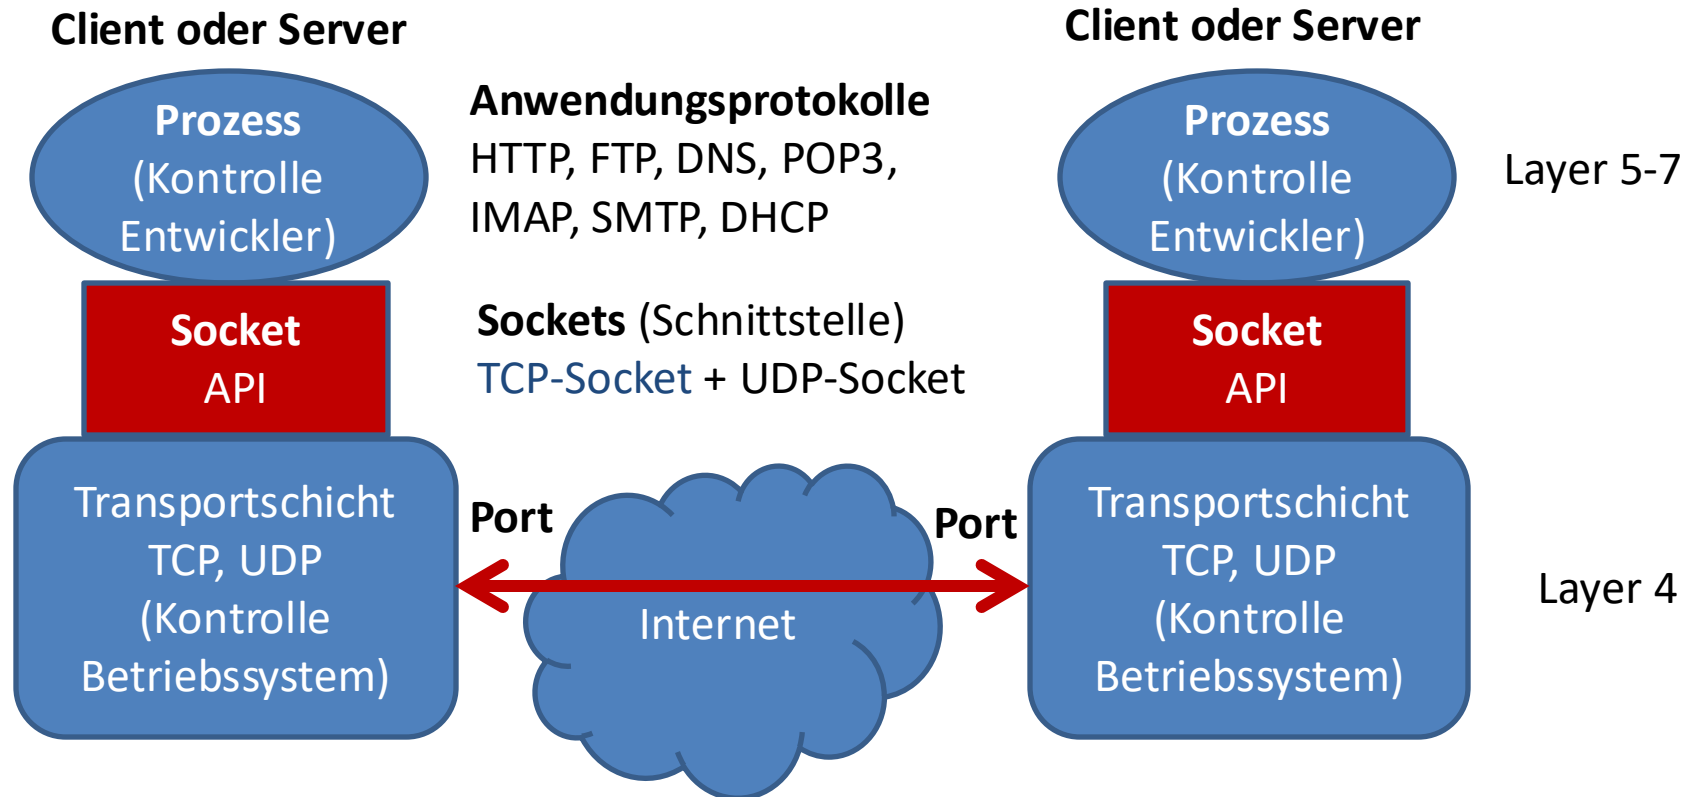 Client oder Server
Prozess
(Kontrolle
Entwickler)
Socket
API
Transportschicht
TCP, UDP
(Kontrolle
Betriebssystem)
Anwendungsprotokolle
HTTP, FTP, DNS, POP3,
IMAP, SMTP, DHCP
Sockets (Schnittstelle)
TCP-Socket + UDP-Socket
Port
Port
Internet
Client oder Server
Prozess
(Kontrolle
Entwickler)
Socket
API
Transportschicht
TCP, UDP
(Kontrolle
Betriebssystem)
Layer 5-7
Layer 4